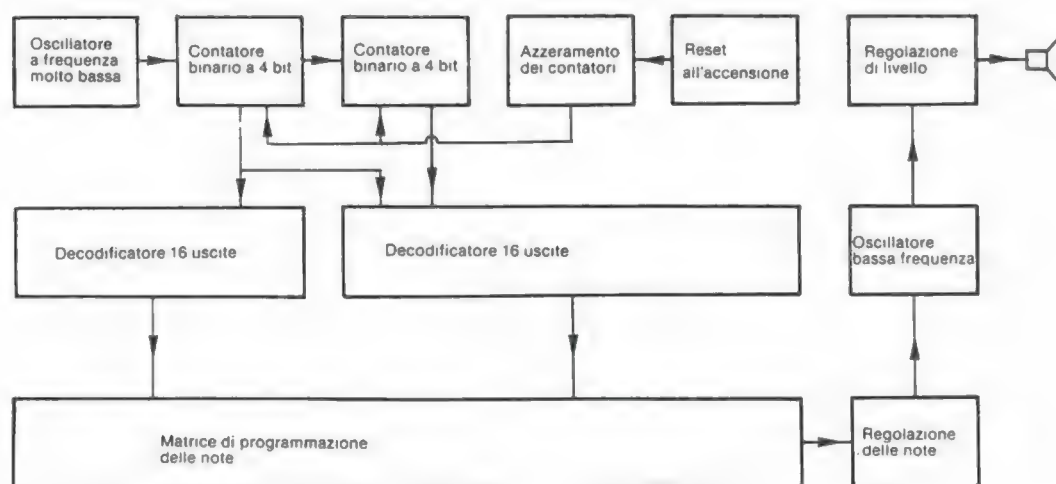 Oscillatore
a frequenza
molto bassa
Contatore
binario a 4 bit
Contatore
binario a 4 bit
Azzeramento
dei contatori
Reset
all'accensione
Regolazione
di livello
Decodificatore 16 uscite
Decodificatore 16 uscite
Oscillatore
bassa frequenza
Matrice di programmazione
delle note
Regolazione
delle note